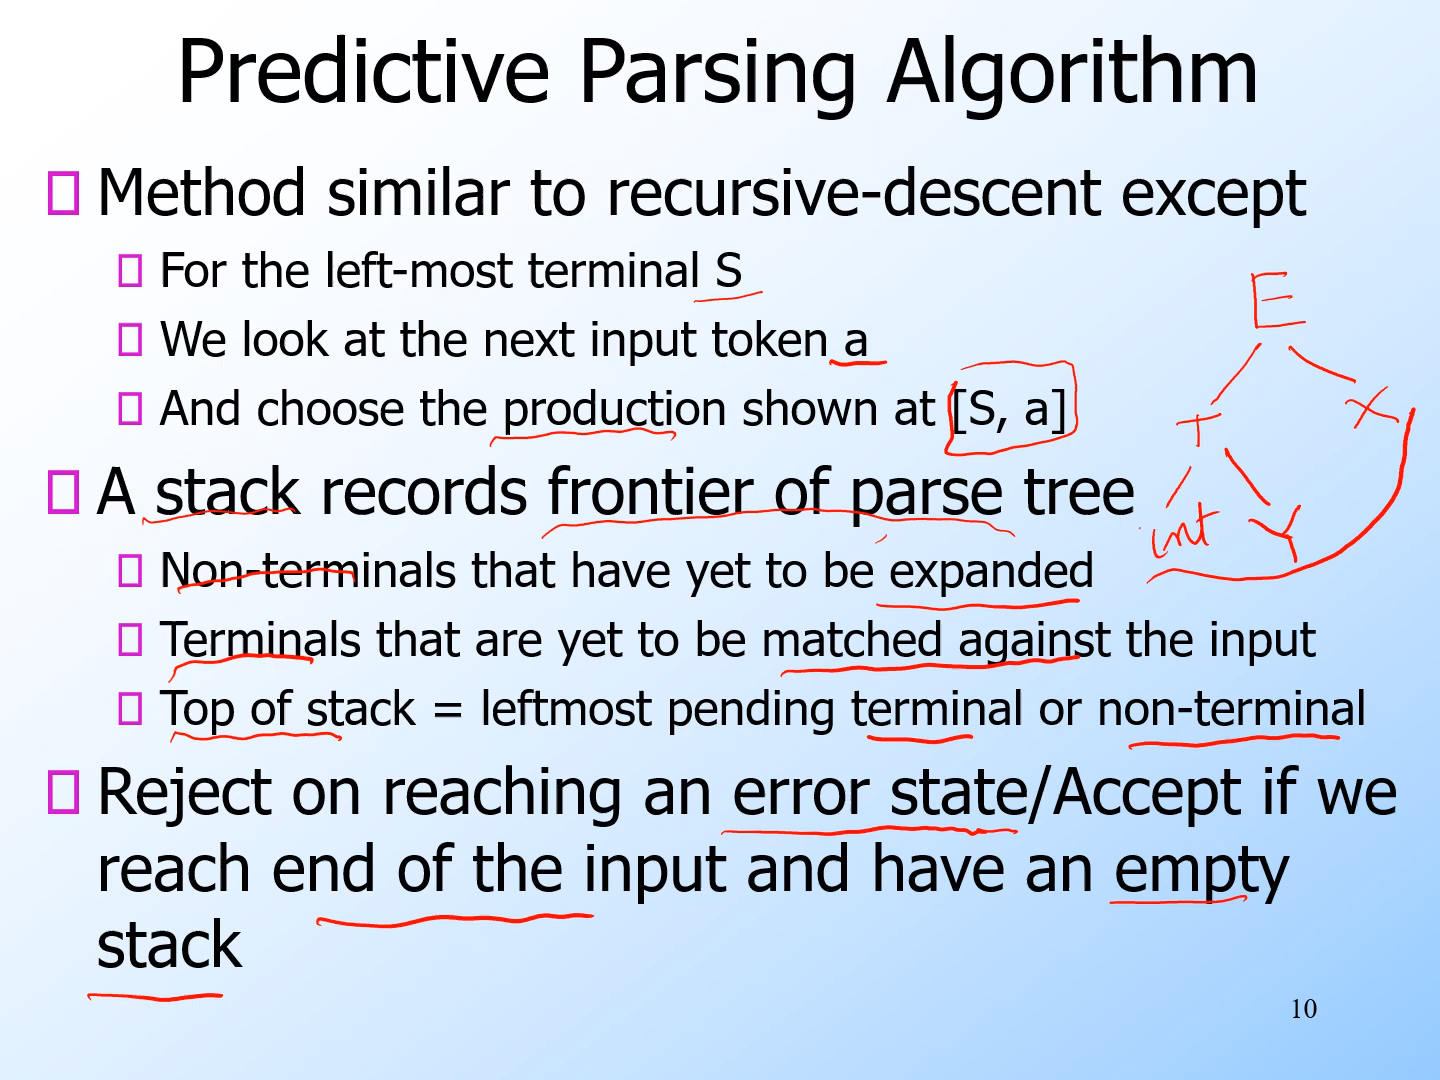 Predictive Parsing Algorithm
Method similar to recursive-descent except
For the left-most terminal S
We look at the next input token a
And choose the production shown at [S, a]
A stack records frontier of parse tree
Non-terminals that have yet to be expanded
Terminals that are yet to be matched against the input
Top of stack = leftmost pending terminal or non-terminal
Reject on reaching an error state/Accept if we
reach end of the input and have an empty
stack
E
T X
int Y
10